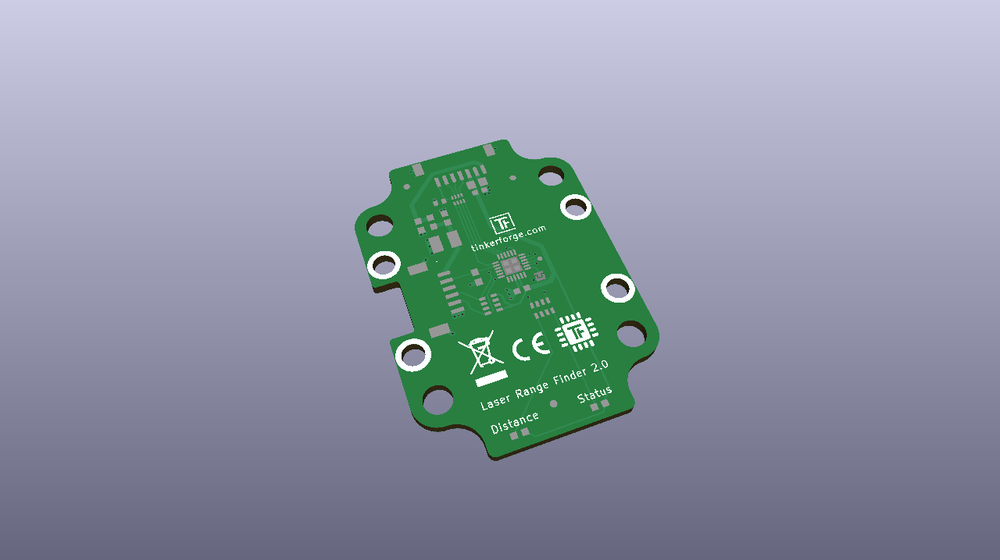 TF
tinkerforge.com
CE
TF
Laser Range Finder 2.0
Distance
Status